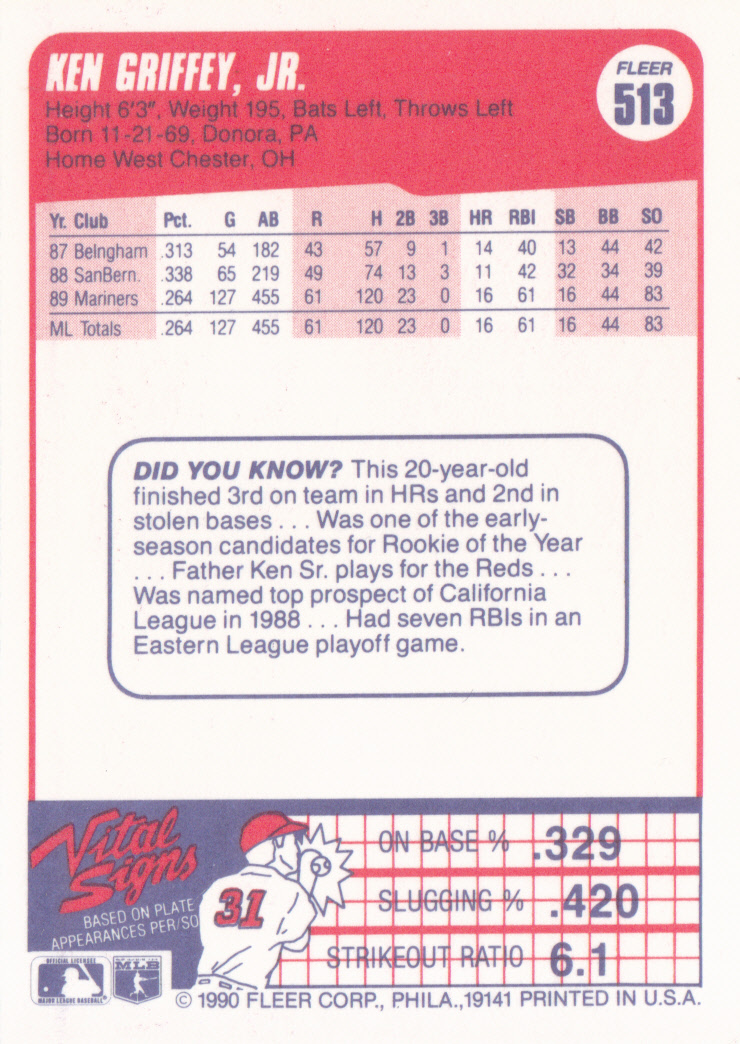 KEN GRIFFEY, JR.
FLEER
513
Height 6'3", Weight 195, Bats Left, Throws Left
Born 11-21-69, Donora, PA
Home West Chester, OH
Yr. Club Pct. G AB R H 2B 3B HR RBI SB BB SO
87 Belngham .313 54 182 43 57 9 1 14 40 13 44 42
88 SanBern. .338 65 219 49 74 13 3 11 42 32 34 39
89 Mariners .264 127 455 61 120 23 0 16 61 16 44 83
ML Totals .264 127 455 61 120 23 0 16 61 16 44 83
DID YOU KNOW? This 20-year-old
finished 3rd on team in HRs and 2nd in
stolen bases . . . Was one of the early-
season candidates for Rookie of the Year
. . . Father Ken Sr. plays for the Reds . . .
Was named top prospect of California
League in 1988 . . . Had seven RBIs in an
Eastern League playoff game.
Vital
Signs
BASED ON PLATE
APPEARANCES PER/SO
31
ON BASE % .329
SLUGGING % .420
STRIKEOUT RATIO 6.1
OFFICIAL LICENSEE
MAJOR LEAGUE BASEBALL
MLB
© 1990 FLEER CORP., PHILA.,19141 PRINTED IN U.S.A.